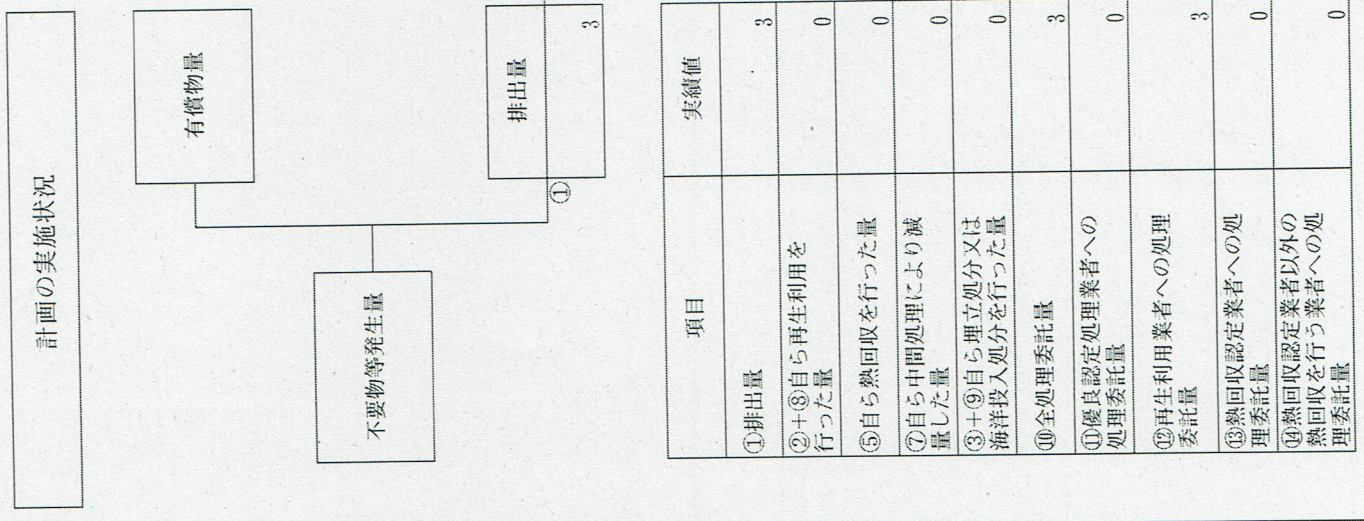 計画の実施状況
有償物量
不要物等発生量
排出量
①
3
項目
実績値
①排出量
3
②+⑧自ら再生利用を
行った量
0
⑤自ら熱回収を行った量
0
⑦自ら中間処理により減
量した量
0
③+⑨自ら埋立処分又は
海洋投入処分を行った量
0
⑩全処理委託量
3
⑪優良認定処理業者への
処理委託量
0
⑫再生利用業者への処理
委託量
3
⑬熱回収認定業者への処
理委託量
0
⑭熱回収認定業者以外の
熱回収を行う業者への処
理委託量
0